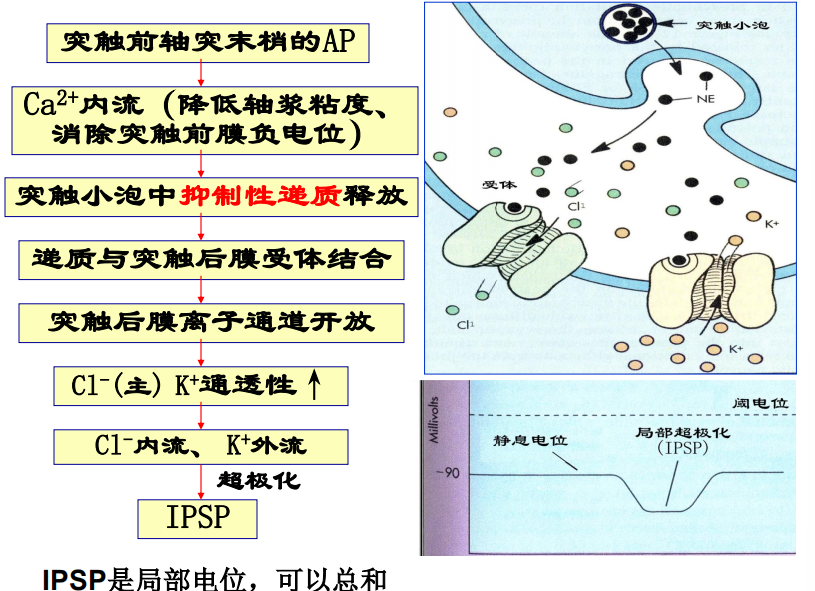 突触前轴突末梢的AP
Ca²⁺内流（降低轴浆粘度、
消除突触前膜负电位）
突触小泡中抑制性递质释放
递质与突触后膜受体结合
突触后膜离子通道开放
Cl⁻(主) K⁺通透性↑
Cl⁻内流、 K⁺外流
超极化
IPSP
IPSP是局部电位，可以总和
突触小泡
NE
受体
Cl1
K+
Cl1
K+
Millivolts
阈电位
静息电位
局部超极化
(IPSP)
-90